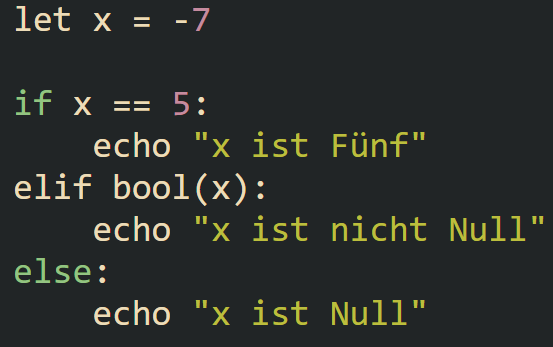 let x = -7
if x == 5:
    echo "x ist Fünf"
elif bool(x):
    echo "x ist nicht Null"
else:
    echo "x ist Null"